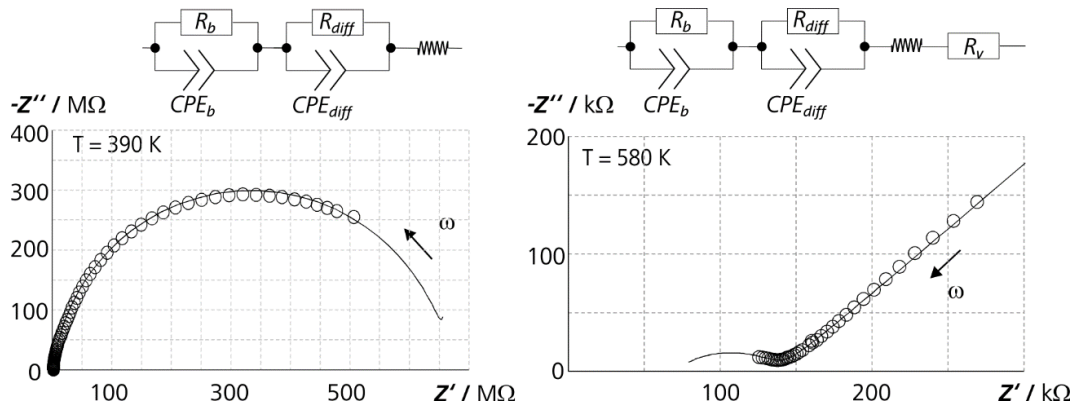 R_b R_diff
CPE_b CPE_diff
-Z'' / MΩ
400
T = 390 K
300
200
100
0
ω
100 300 500 Z' / MΩ
R_b R_diff R_v
CPE_b CPE_diff
-Z'' / kΩ
200
T = 580 K
100
0
ω
100 200 Z' / kΩ